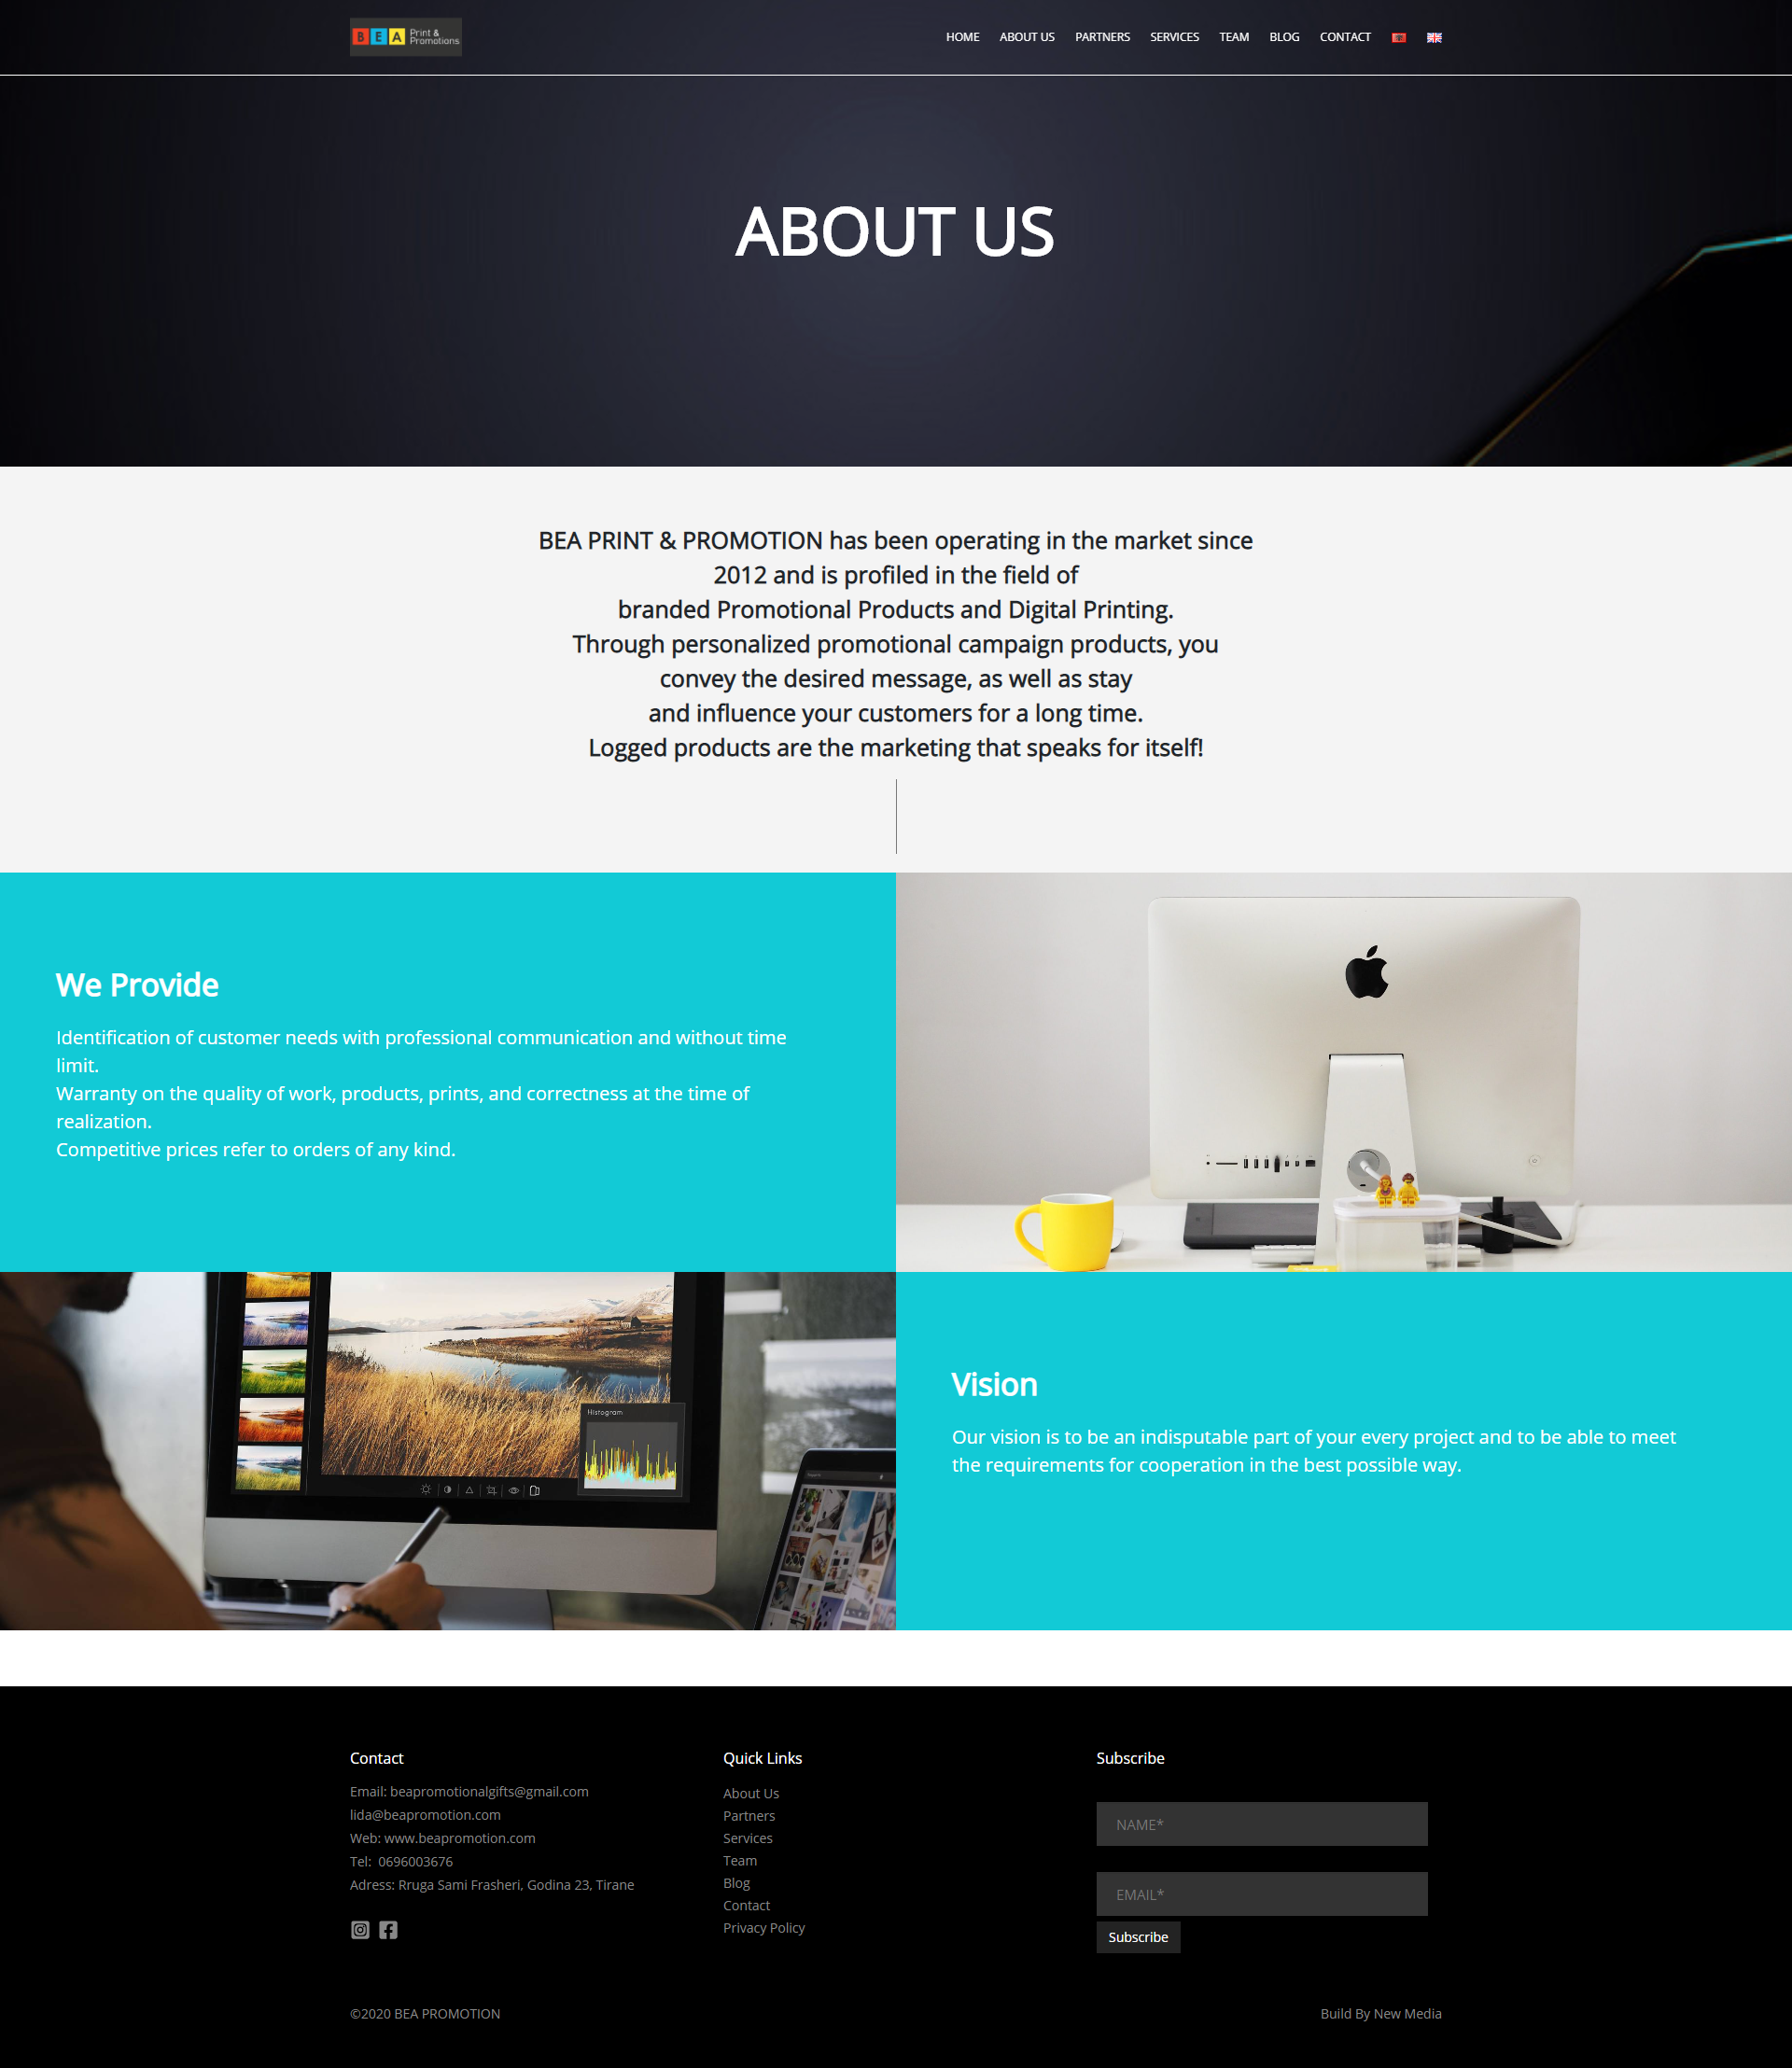 BEA Print &
Promotions
HOME ABOUT US PARTNERS SERVICES TEAM BLOG CONTACT
ABOUT US
BEA PRINT & PROMOTION has been operating in the market since
2012 and is profiled in the field of
branded Promotional Products and Digital Printing.
Through personalized promotional campaign products, you
convey the desired message, as well as stay
and influence your customers for a long time.
Logged products are the marketing that speaks for itself!
We Provide
Identification of customer needs with professional communication and without time
limit.
Warranty on the quality of work, products, prints, and correctness at the time of
realization.
Competitive prices refer to orders of any kind.
Histogram
Vision
Our vision is to be an indisputable part of your every project and to be able to meet
the requirements for cooperation in the best possible way.
Contact
Email: beapromotionalgifts@gmail.com
lida@beapromotion.com
Web: www.beapromotion.com
Tel:  0696003676
Adress: Rruga Sami Frasheri, Godina 23, Tirane
Quick Links
About Us
Partners
Services
Team
Blog
Contact
Privacy Policy
Subscribe
NAME*
EMAIL*
Subscribe
©2020 BEA PROMOTION
Build By New Media